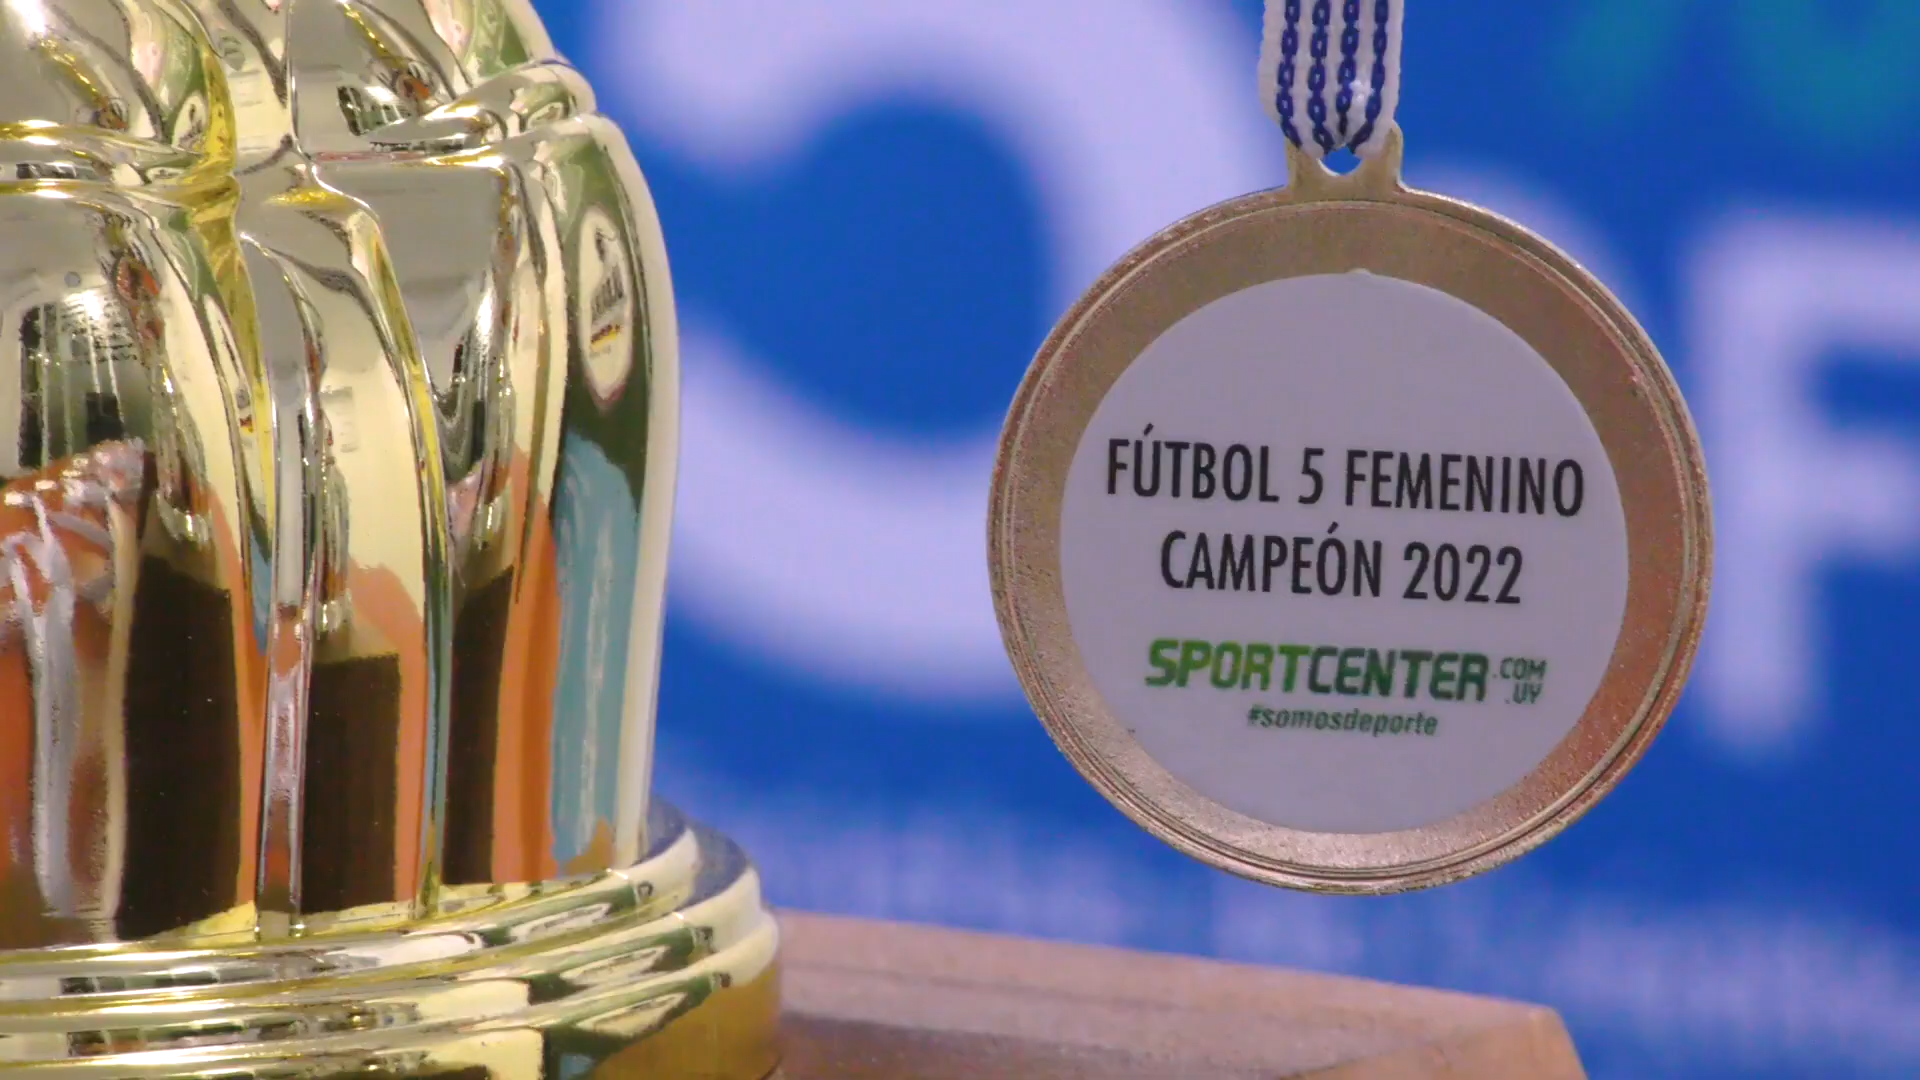 FÚTBOL 5 FEMENINO
CAMPEÓN 2022
SPORTCENTER.COM
.UY
#somosdeporte